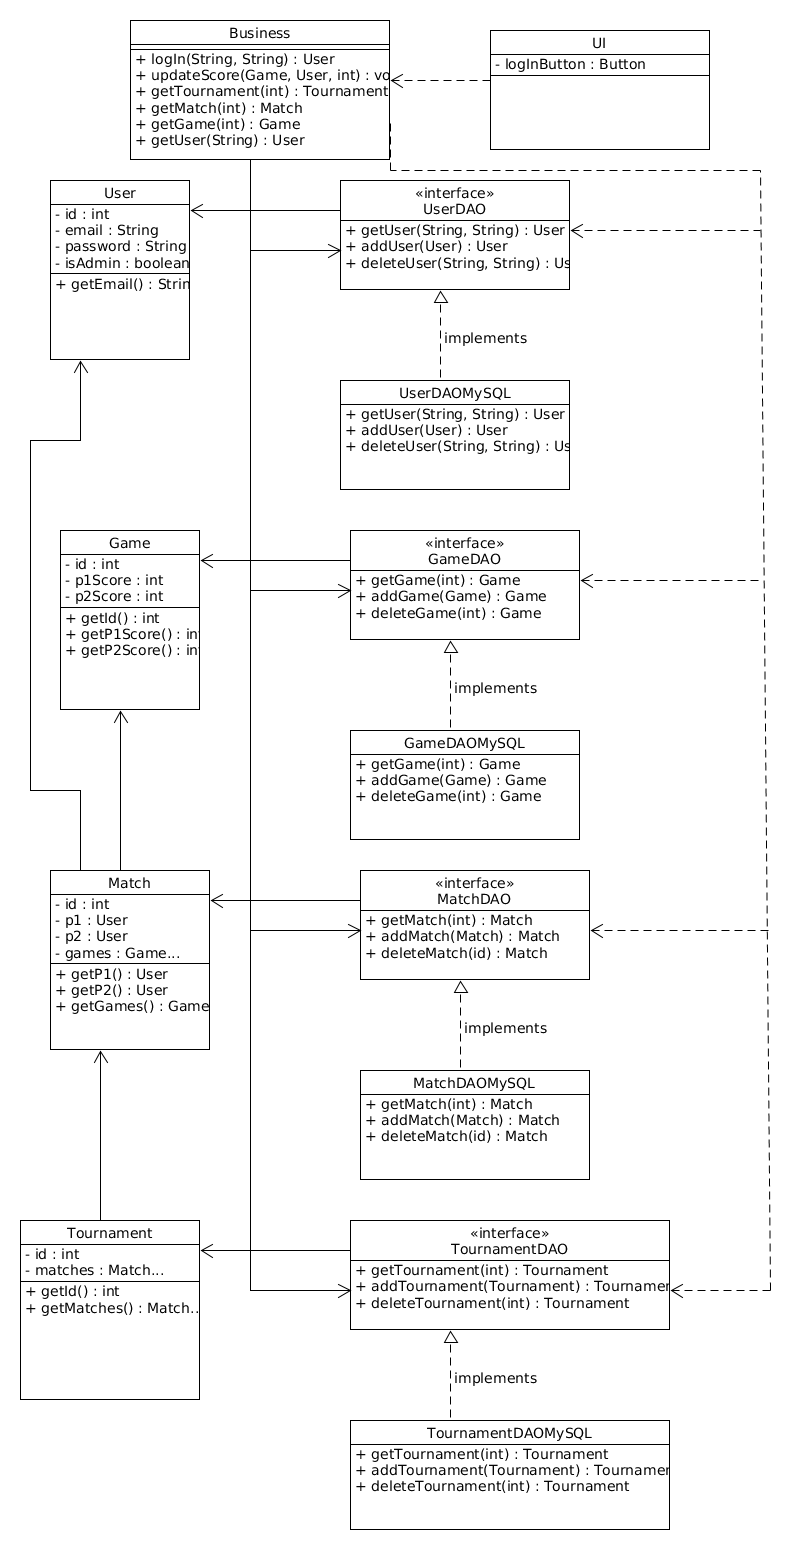 Business
+ logIn(String, String) : User
+ updateScore(Game, User, int) : vo
+ getTournament(int) : Tournament
+ getMatch(int) : Match
+ getGame(int) : Game
+ getUser(String) : User
UI
- logInButton : Button
User
- id : int
- email : String
- password : String
- isAdmin : boolean
+ getEmail() : Strin
«interface»
UserDAO
+ getUser(String, String) : User
+ addUser(User) : User
+ deleteUser(String, String) : Us
implements
UserDAOMySQL
+ getUser(String, String) : User
+ addUser(User) : User
+ deleteUser(String, String) : Us
Game
- id : int
- p1Score : int
- p2Score : int
+ getId() : int
+ getP1Score() : int
+ getP2Score() : int
«interface»
GameDAO
+ getGame(int) : Game
+ addGame(Game) : Game
+ deleteGame(int) : Game
implements
GameDAOMySQL
+ getGame(int) : Game
+ addGame(Game) : Game
+ deleteGame(int) : Game
Match
- id : int
- p1 : User
- p2 : User
- games : Game...
+ getP1() : User
+ getP2() : User
+ getGames() : Game
«interface»
MatchDAO
+ getMatch(int) : Match
+ addMatch(Match) : Match
+ deleteMatch(id) : Match
implements
MatchDAOMySQL
+ getMatch(int) : Match
+ addMatch(Match) : Match
+ deleteMatch(id) : Match
Tournament
- id : int
- matches : Match...
+ getId() : int
+ getMatches() : Match..
«interface»
TournamentDAO
+ getTournament(int) : Tournament
+ addTournament(Tournament) : Tournamer
+ deleteTournament(int) : Tournament
implements
TournamentDAOMySQL
+ getTournament(int) : Tournament
+ addTournament(Tournament) : Tournamer
+ deleteTournament(int) : Tournament